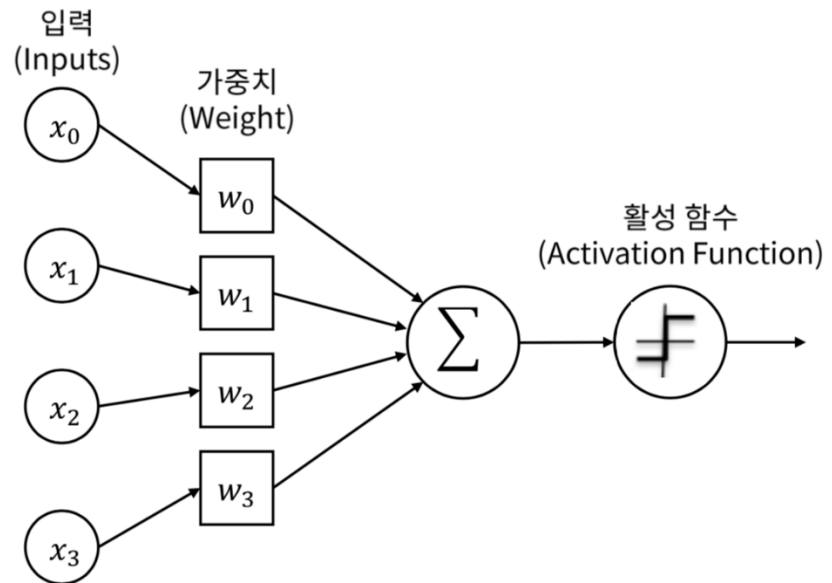 입력
(Inputs)
가중치
(Weight)
x₀
w₀
활성 함수
(Activation Function)
x₁
w₁
∑
x₂
w₂
x₃
w₃